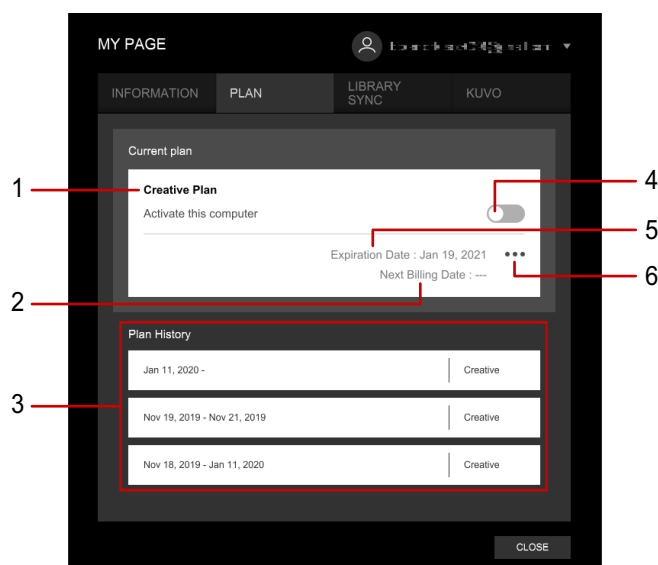 MY PAGE
INFORMATION
PLAN
LIBRARY
SYNC
KUVO
Current plan
1
Creative Plan
4
Activate this computer
5
Expiration Date : Jan 19, 2021
6
Next Billing Date : ---
2
Plan History
Jan 11, 2020 -
Creative
3
Nov 19, 2019 - Nov 21, 2019
Creative
Nov 18, 2019 - Jan 11, 2020
Creative
CLOSE